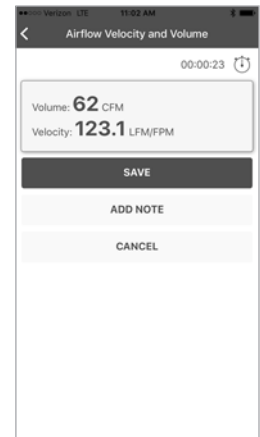 Verizon LTE 11:02 AM
Airflow Velocity and Volume
00:00:23
Volume: 62 CFM
Velocity: 123.1 LFM/FPM
SAVE
ADD NOTE
CANCEL